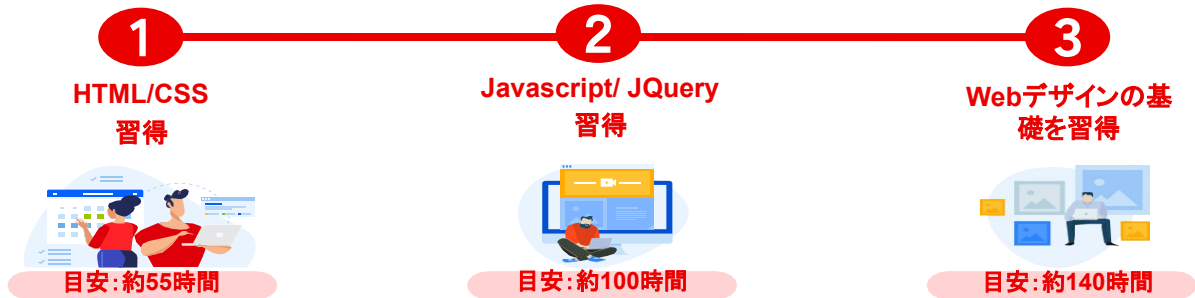 1
HTML/CSS
習得
目安：約55時間
2
Javascript/ JQuery
習得
目安：約100時間
3
Webデザインの基
礎を習得
目安：約140時間